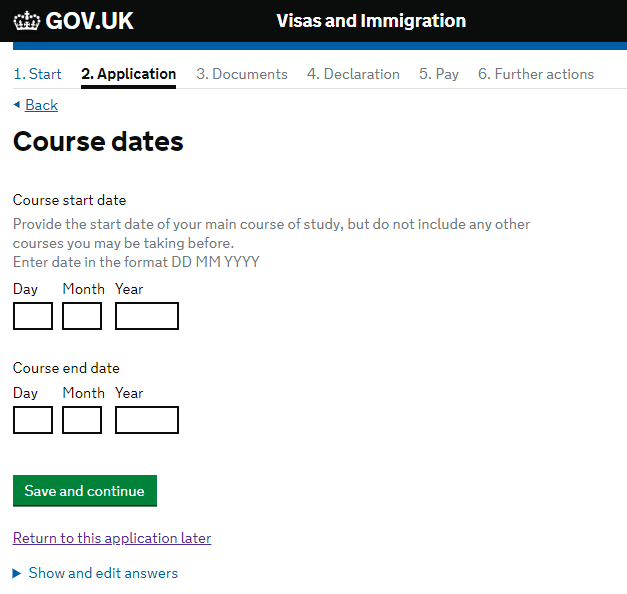 GOV.UK Visas and Immigration
1. Start 2. Application 3. Documents 4. Declaration 5. Pay 6. Further actions
Back
Course dates
Course start date
Provide the start date of your main course of study, but do not include any other
courses you may be taking before.
Enter date in the format DD MM YYYY
Day Month Year
Course end date
Day Month Year
Save and continue
Return to this application later
Show and edit answers